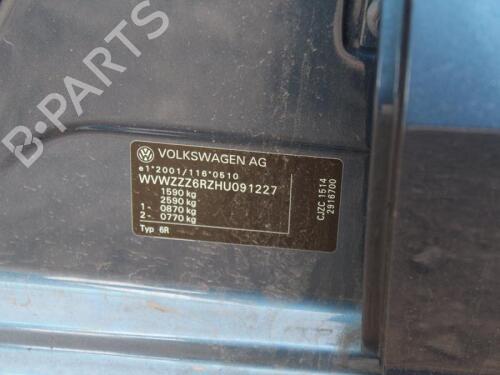 B-PARTS
VOLKSWAGEN AG
e1*2001/116*0510
WVWZZZ6RZHU091227
1590 kg
2590 kg
1- 0870 kg
2- 0770 kg
Typ 6R
CJZC 1514
2916700